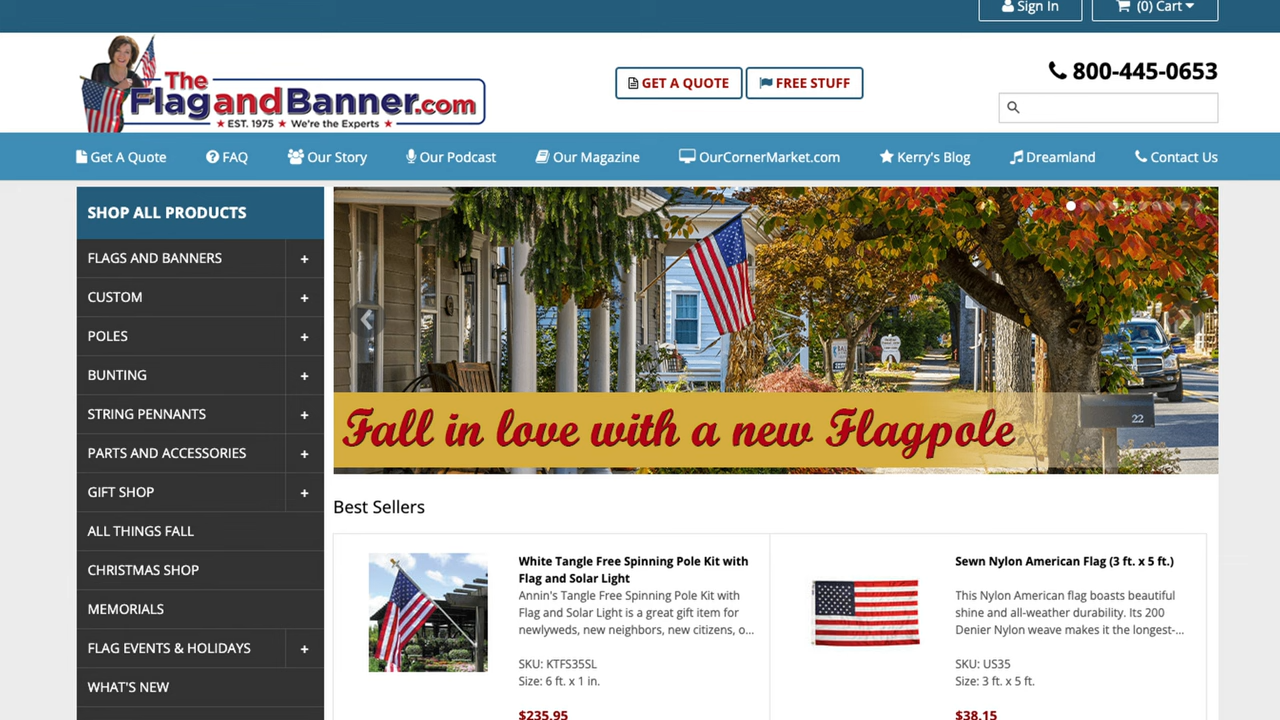 Sign In
(0) Cart
The
FlagandBanner.com
★ EST. 1975 ★ We're the Experts ★
GET A QUOTE
FREE STUFF
800-445-0653
Get A Quote
FAQ
Our Story
Our Podcast
Our Magazine
OurCornerMarket.com
Kerry's Blog
Dreamland
Contact Us
SHOP ALL PRODUCTS
FLAGS AND BANNERS +
CUSTOM +
POLES +
BUNTING +
STRING PENNANTS +
PARTS AND ACCESSORIES +
GIFT SHOP +
ALL THINGS FALL
CHRISTMAS SHOP
MEMORIALS
FLAG EVENTS & HOLIDAYS +
WHAT'S NEW
22
Fall in love with a new Flagpole
Best Sellers
White Tangle Free Spinning Pole Kit with
Flag and Solar Light
Annin's Tangle Free Spinning Pole Kit with
Flag and Solar Light is a great gift item for
newlyweds, new neighbors, new citizens, o...
SKU: KTFS35SL
Size: 6 ft. x 1 in.
$235.95
Sewn Nylon American Flag (3 ft. x 5 ft.)
This Nylon American flag boasts beautiful
shine and all-weather durability. Its 200
Denier Nylon weave makes it the longest-...
SKU: US35
Size: 3 ft. x 5 ft.
$38.15